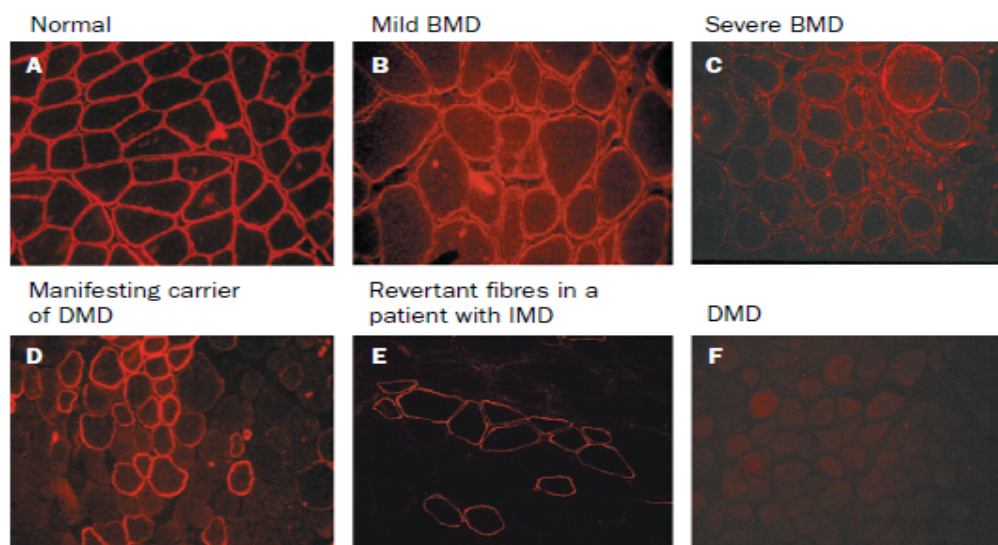 Normal
Mild BMD
Severe BMD
A
B
C
Manifesting carrier
of DMD
Revertant fibres in a
patient with IMD
DMD
D
E
F